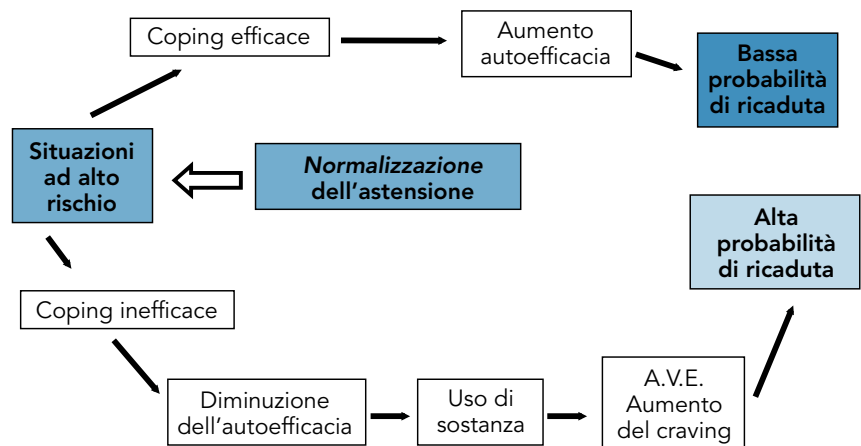 Coping efficace
Aumento
autoefficacia
Bassa
probabilità
di ricaduta
Situazioni
ad alto
rischio
Normalizzazione
dell'astensione
Alta
probabilità
di ricaduta
Coping inefficace
Diminuzione
dell'autoefficacia
Uso di
sostanza
A.V.E.
Aumento
del craving